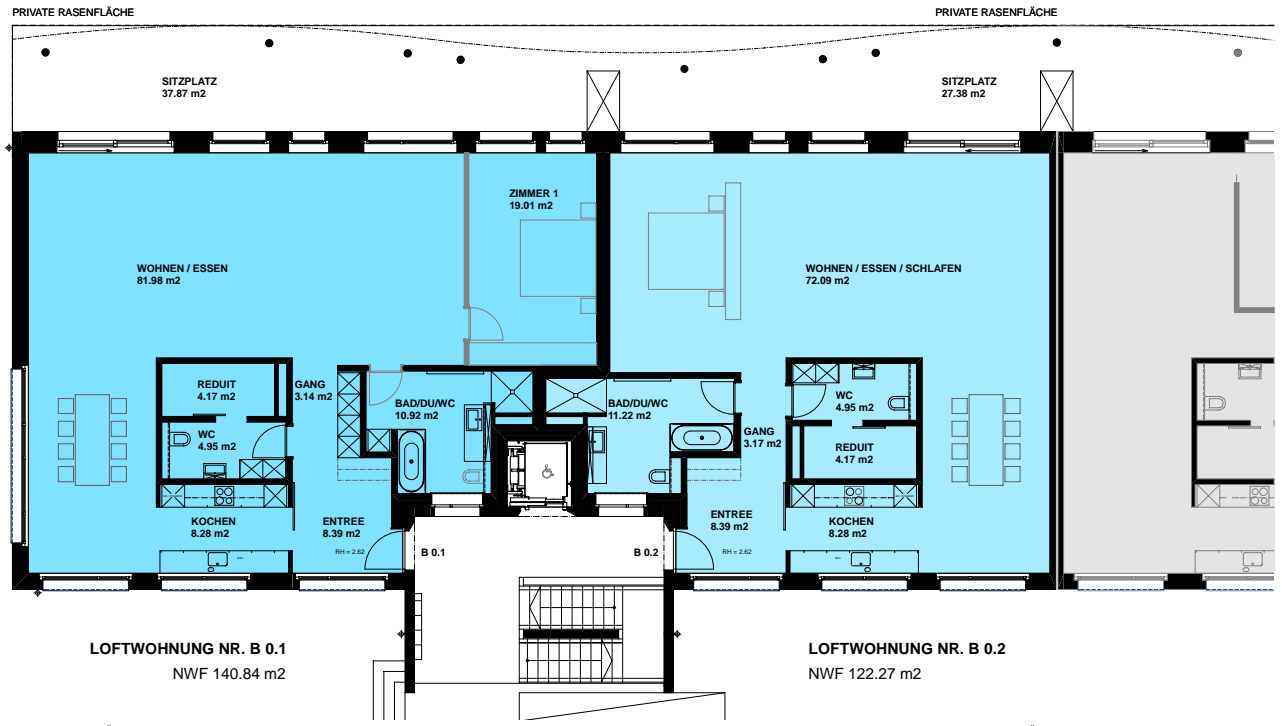 PRIVATE RASENFLÄCHE
PRIVATE RASENFLÄCHE
SITZPLATZ
37.87 m2
SITZPLATZ
27.38 m2
ZIMMER 1
19.01 m2
WOHNEN / ESSEN
81.98 m2
WOHNEN / ESSEN / SCHLAFEN
72.09 m2
REDUIT
4.17 m2
GANG
3.14 m2
BAD/DU/WC
10.92 m2
BAD/DU/WC
11.22 m2
WC
4.95 m2
WC
4.95 m2
GANG
3.17 m2
REDUIT
4.17 m2
KOCHEN
8.28 m2
ENTREE
8.39 m2
RH = 2.62
B 0.1
B 0.2
ENTREE
8.39 m2
RH = 2.62
KOCHEN
8.28 m2
LOFTWOHNUNG NR. B 0.1
NWF 140.84 m2
LOFTWOHNUNG NR. B 0.2
NWF 122.27 m2